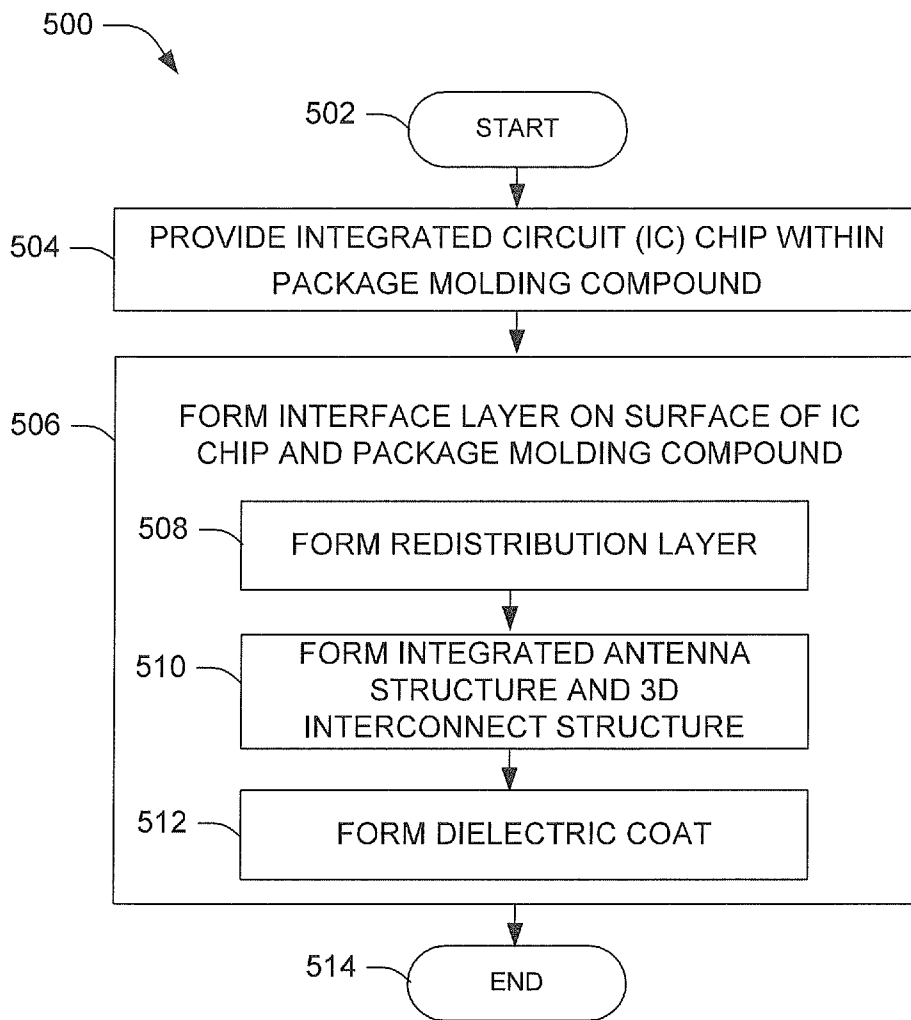 500
502
START
504
PROVIDE INTEGRATED CIRCUIT (IC) CHIP WITHIN
PACKAGE MOLDING COMPOUND
506
FORM INTERFACE LAYER ON SURFACE OF IC
CHIP AND PACKAGE MOLDING COMPOUND
508
FORM REDISTRIBUTION LAYER
510
FORM INTEGRATED ANTENNA
STRUCTURE AND 3D
INTERCONNECT STRUCTURE
512
FORM DIELECTRIC COAT
514
END